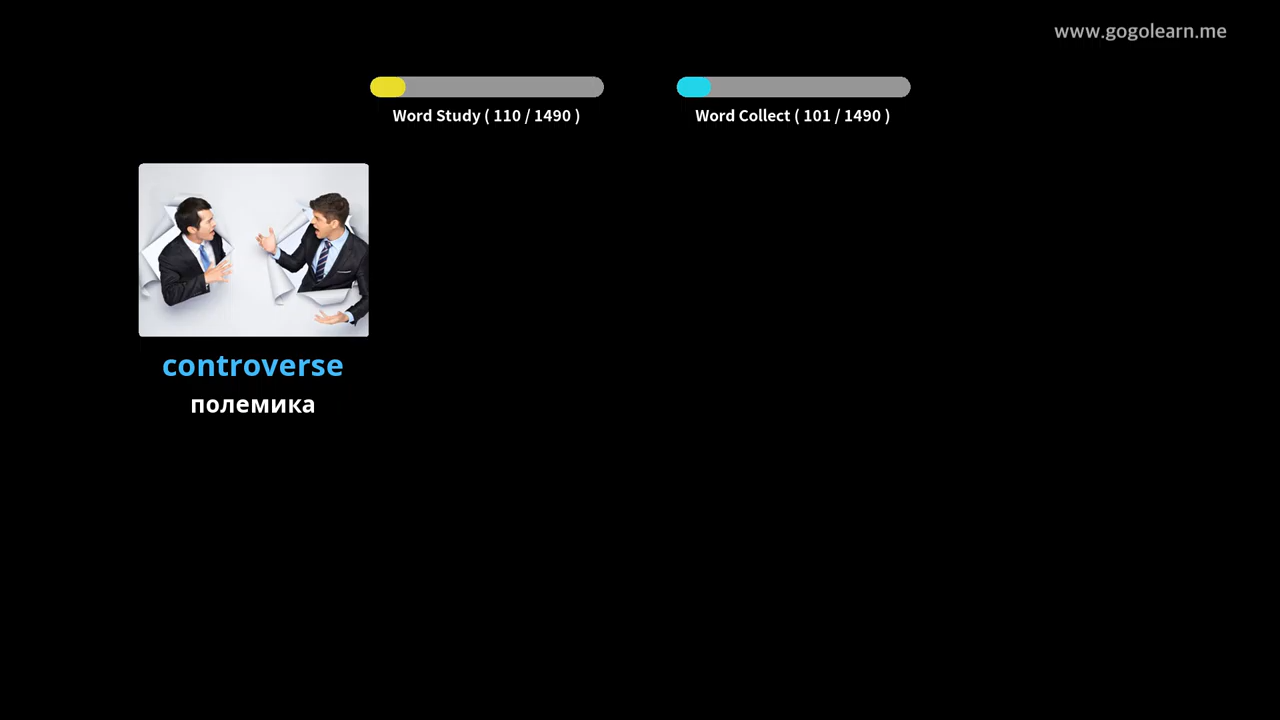 www.gogolearn.me
Word Study ( 110 / 1490 )
Word Collect ( 101 / 1490 )
controverse
полемика